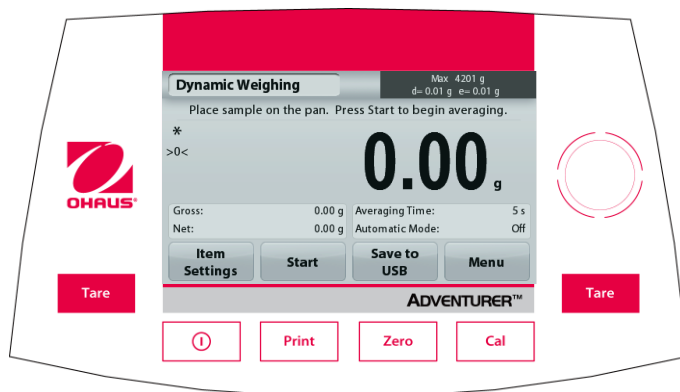 Dynamic Weighing
Max 4201 g
d= 0.01 g e= 0.01 g
Place sample on the pan. Press Start to begin averaging.
*
>0<
0.00 g
OHAUS®
Gross: 0.00 g Averaging Time: 5 s
Net: 0.00 g Automatic Mode: Off
Item Settings
Start
Save to USB
Menu
Tare
ADVENTURER™
Tare
Print
Zero
Cal